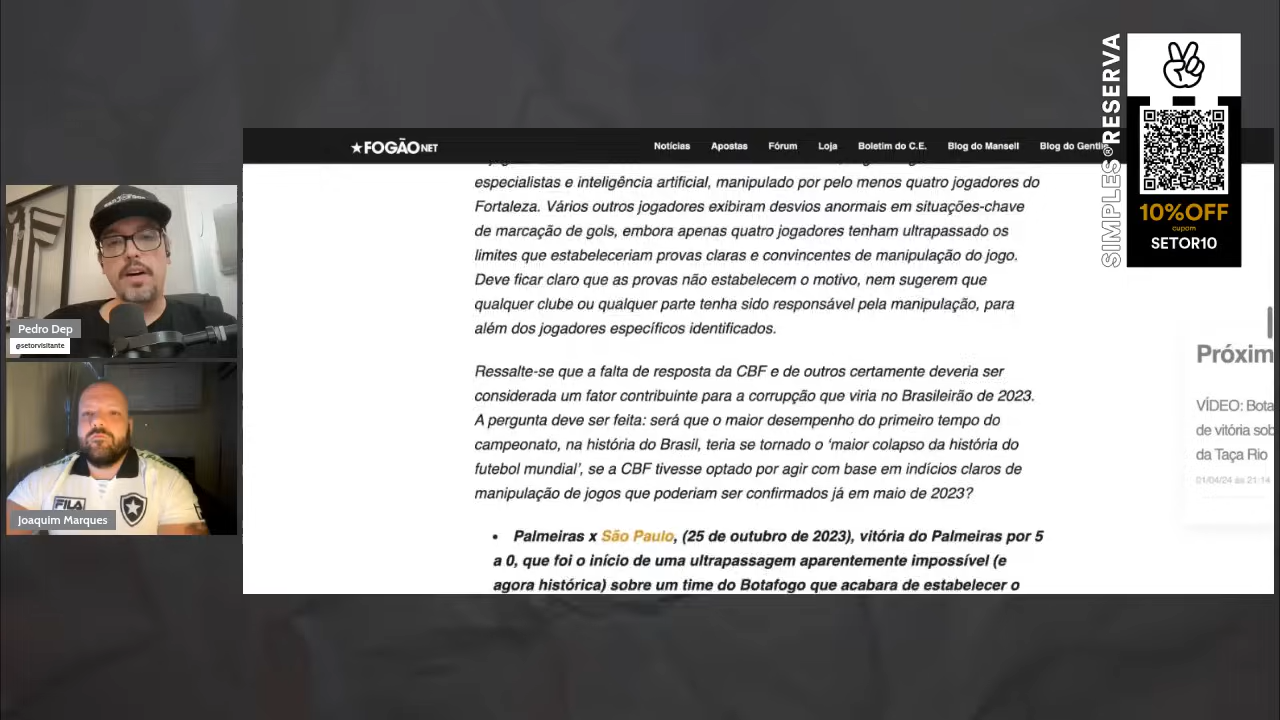 FOGÃONET
Notícias Apostas Fórum Loja Boletim do C.E. Blog do Mansell Blog do Gentile
especialistas e inteligência artificial, manipulado por pelo menos quatro jogadores do
Fortaleza. Vários outros jogadores exibiram desvios anormais em situações-chave
de marcação de gols, embora apenas quatro jogadores tenham ultrapassado os
limites que estabeleceriam provas claras e convincentes de manipulação do jogo.
Deve ficar claro que as provas não estabelecem o motivo, nem sugerem que
qualquer clube ou qualquer parte tenha sido responsável pela manipulação, para
além dos jogadores específicos identificados.
Ressalte-se que a falta de resposta da CBF e de outros certamente deveria ser
considerada um fator contribuinte para a corrupção que viria no Brasileirão de 2023.
A pergunta deve ser feita: será que o maior desempenho do primeiro tempo do
campeonato, na história do Brasil, teria se tornado o ‘maior colapso da história do
futebol mundial’, se a CBF tivesse optado por agir com base em indícios claros de
manipulação de jogos que poderiam ser confirmados já em maio de 2023?
• Palmeiras x São Paulo, (25 de outubro de 2023), vitória do Palmeiras por 5
a 0, que foi o início de uma ultrapassagem aparentemente impossível (e
agora histórica) sobre um time do Botafogo que acabara de estabelecer o
Próxim
VÍDEO: Bota
de vitória sob
da Taça Rio
01/04/24 às 21:14
SIMPLES RESERVA
10%OFF
cupom
SETOR10
Pedro Dep
@setorvisitante
FILA
Joaquim Marques